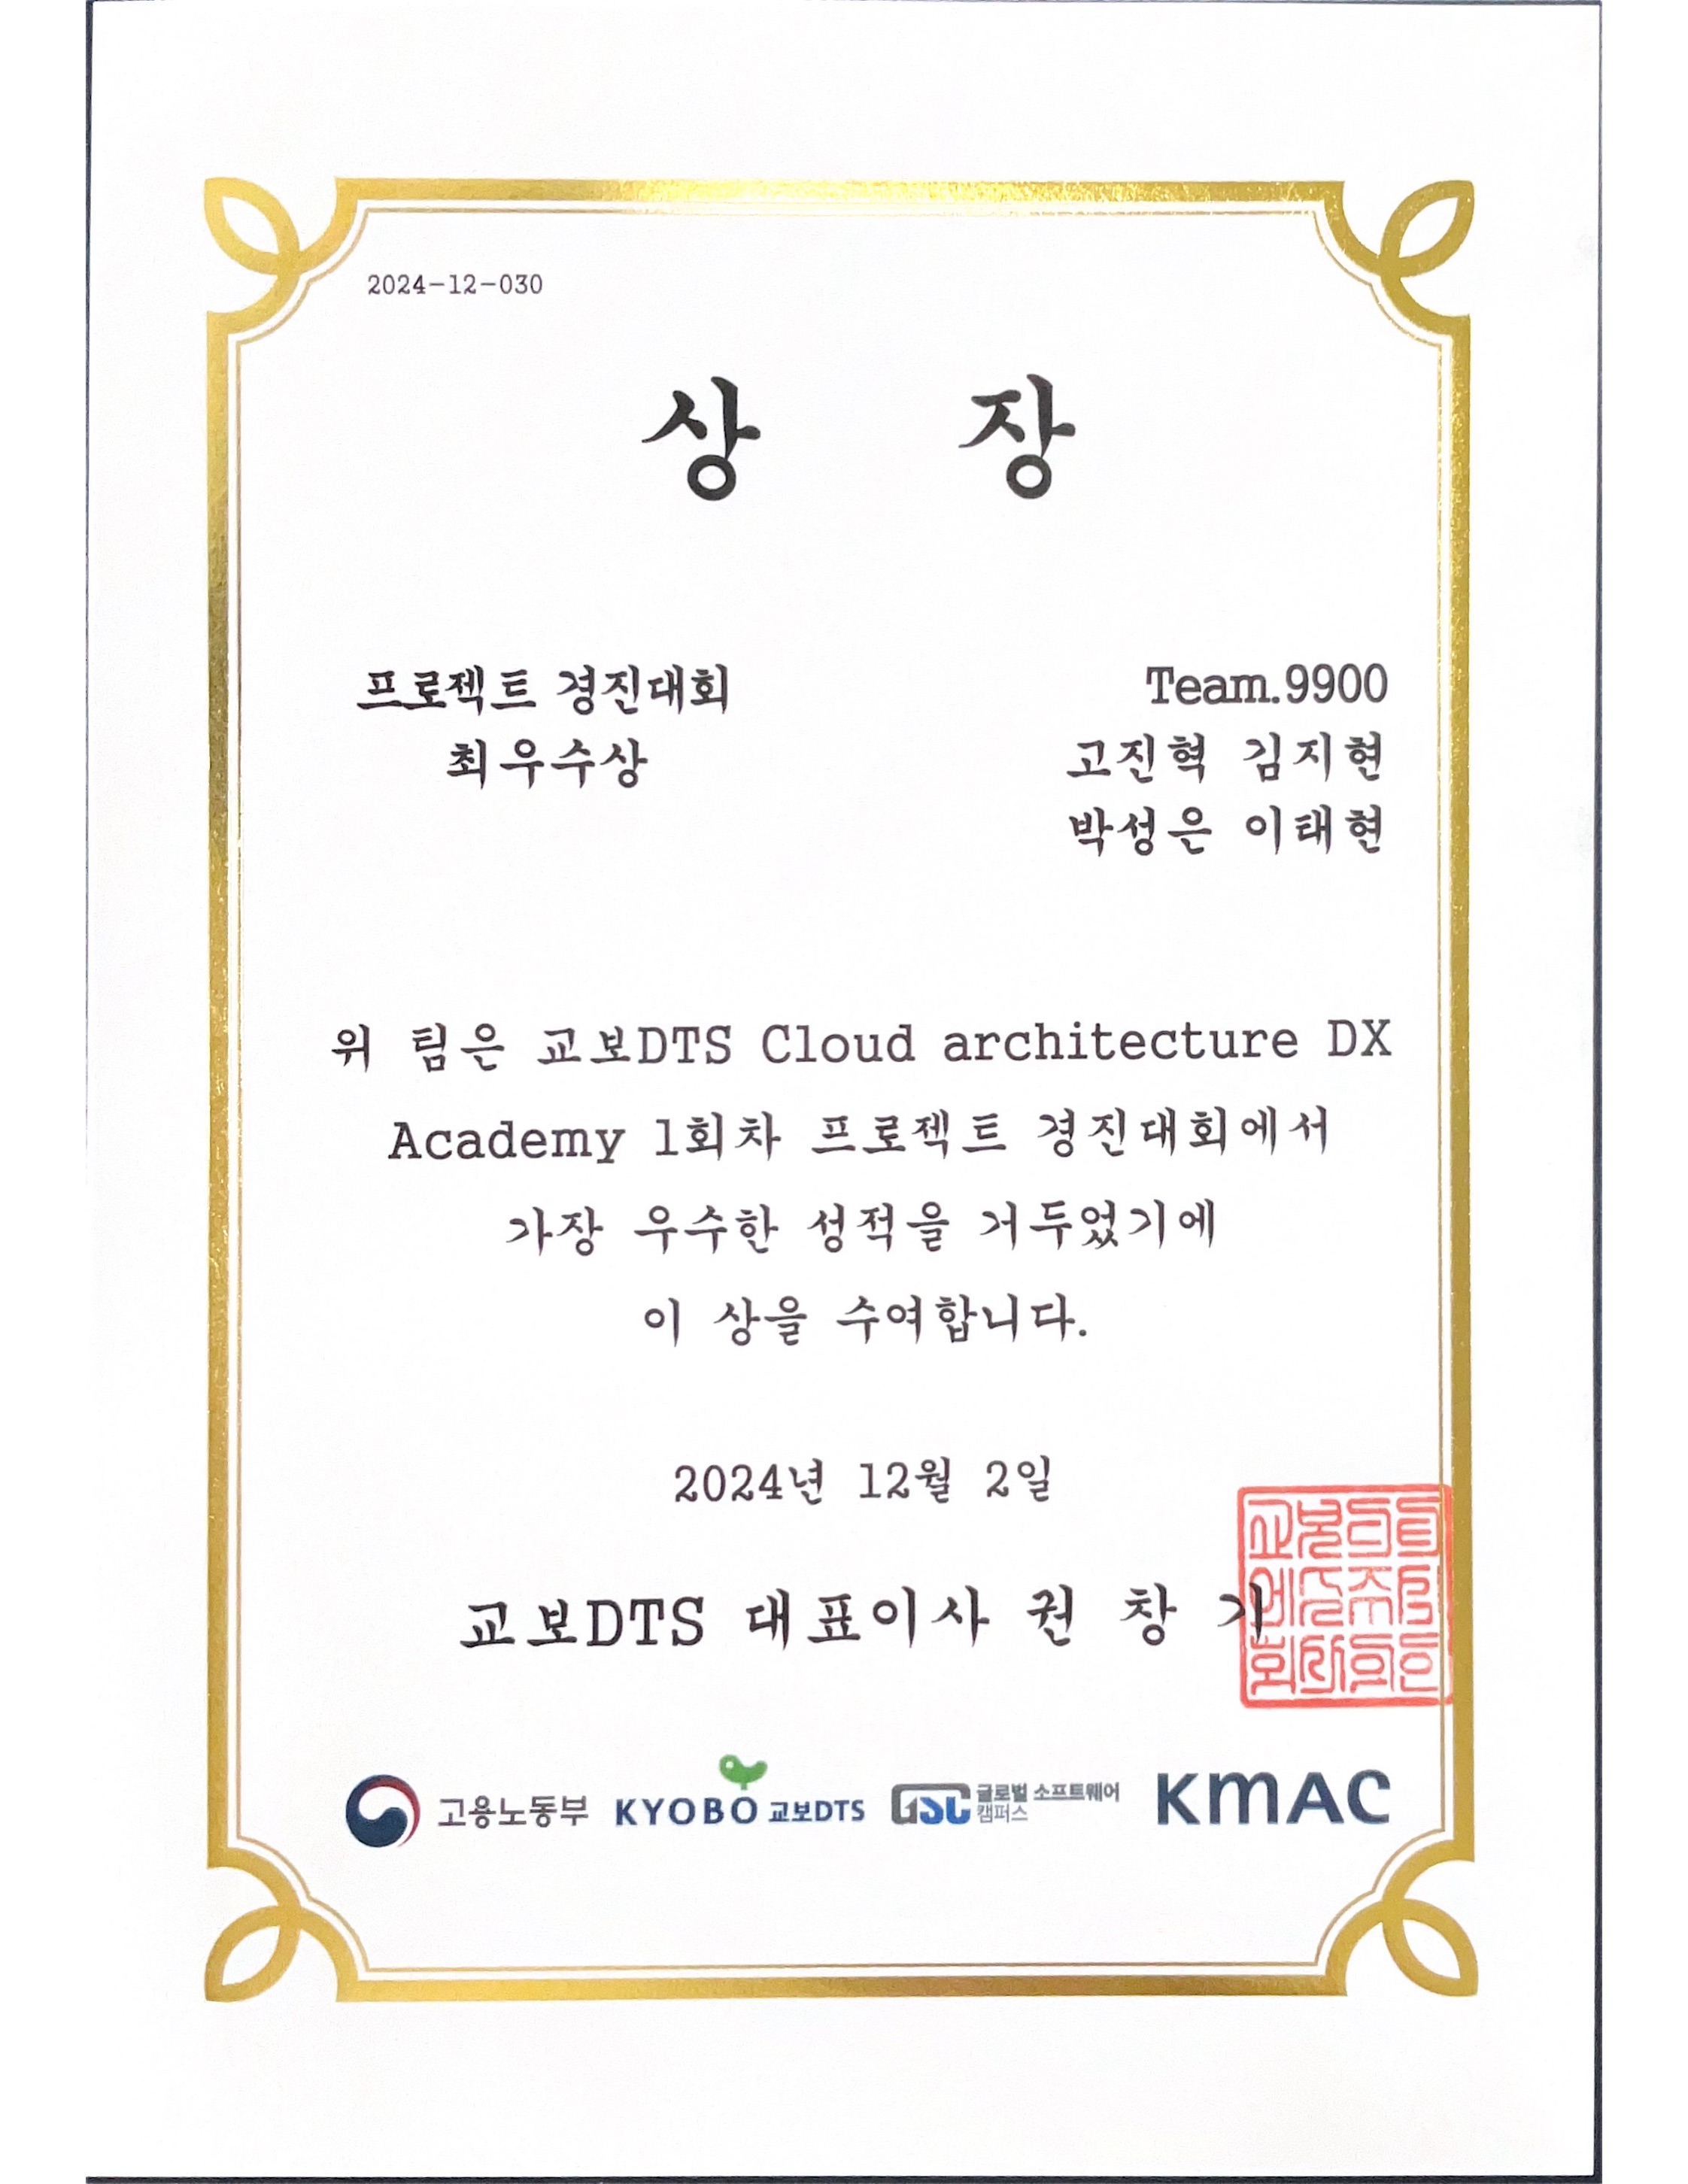 2024-12-030
상 장
프로젝트 경진대회
최우수상
Team.9900
고진혁 김지현
박성은 이태현
위 팀은 교보DTS Cloud architecture DX
Academy 1회차 프로젝트 경진대회에서
가장 우수한 성적을 거두었기에
이 상을 수여합니다.
2024년 12월 2일
교보DTS 대표이사 권 창 기
고용노동부
KYOBO 교보DTS
GSC 글로벌 소프트웨어
캠퍼스
KMAC